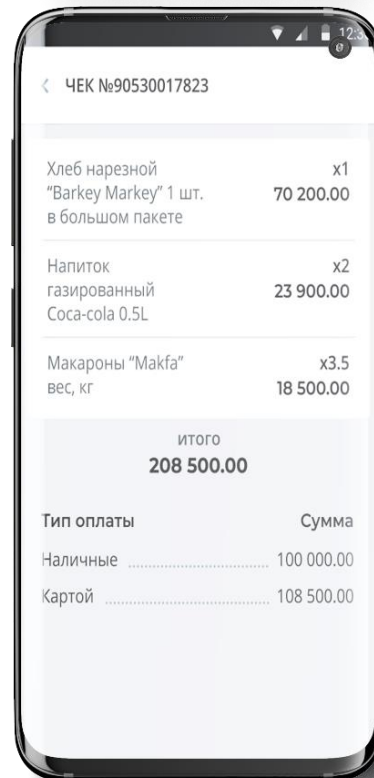 12:3
ЧЕК №90530017823
Хлеб нарезной x1
"Barkey Markey" 1 шт. 70 200.00
в большом пакете
Напиток x2
газированный 23 900.00
Coca-cola 0.5L
Макароны "Makfa" x3.5
вес, кг 18 500.00
итого
208 500.00
Тип оплаты Сумма
Наличные 100 000.00
Картой 108 500.00